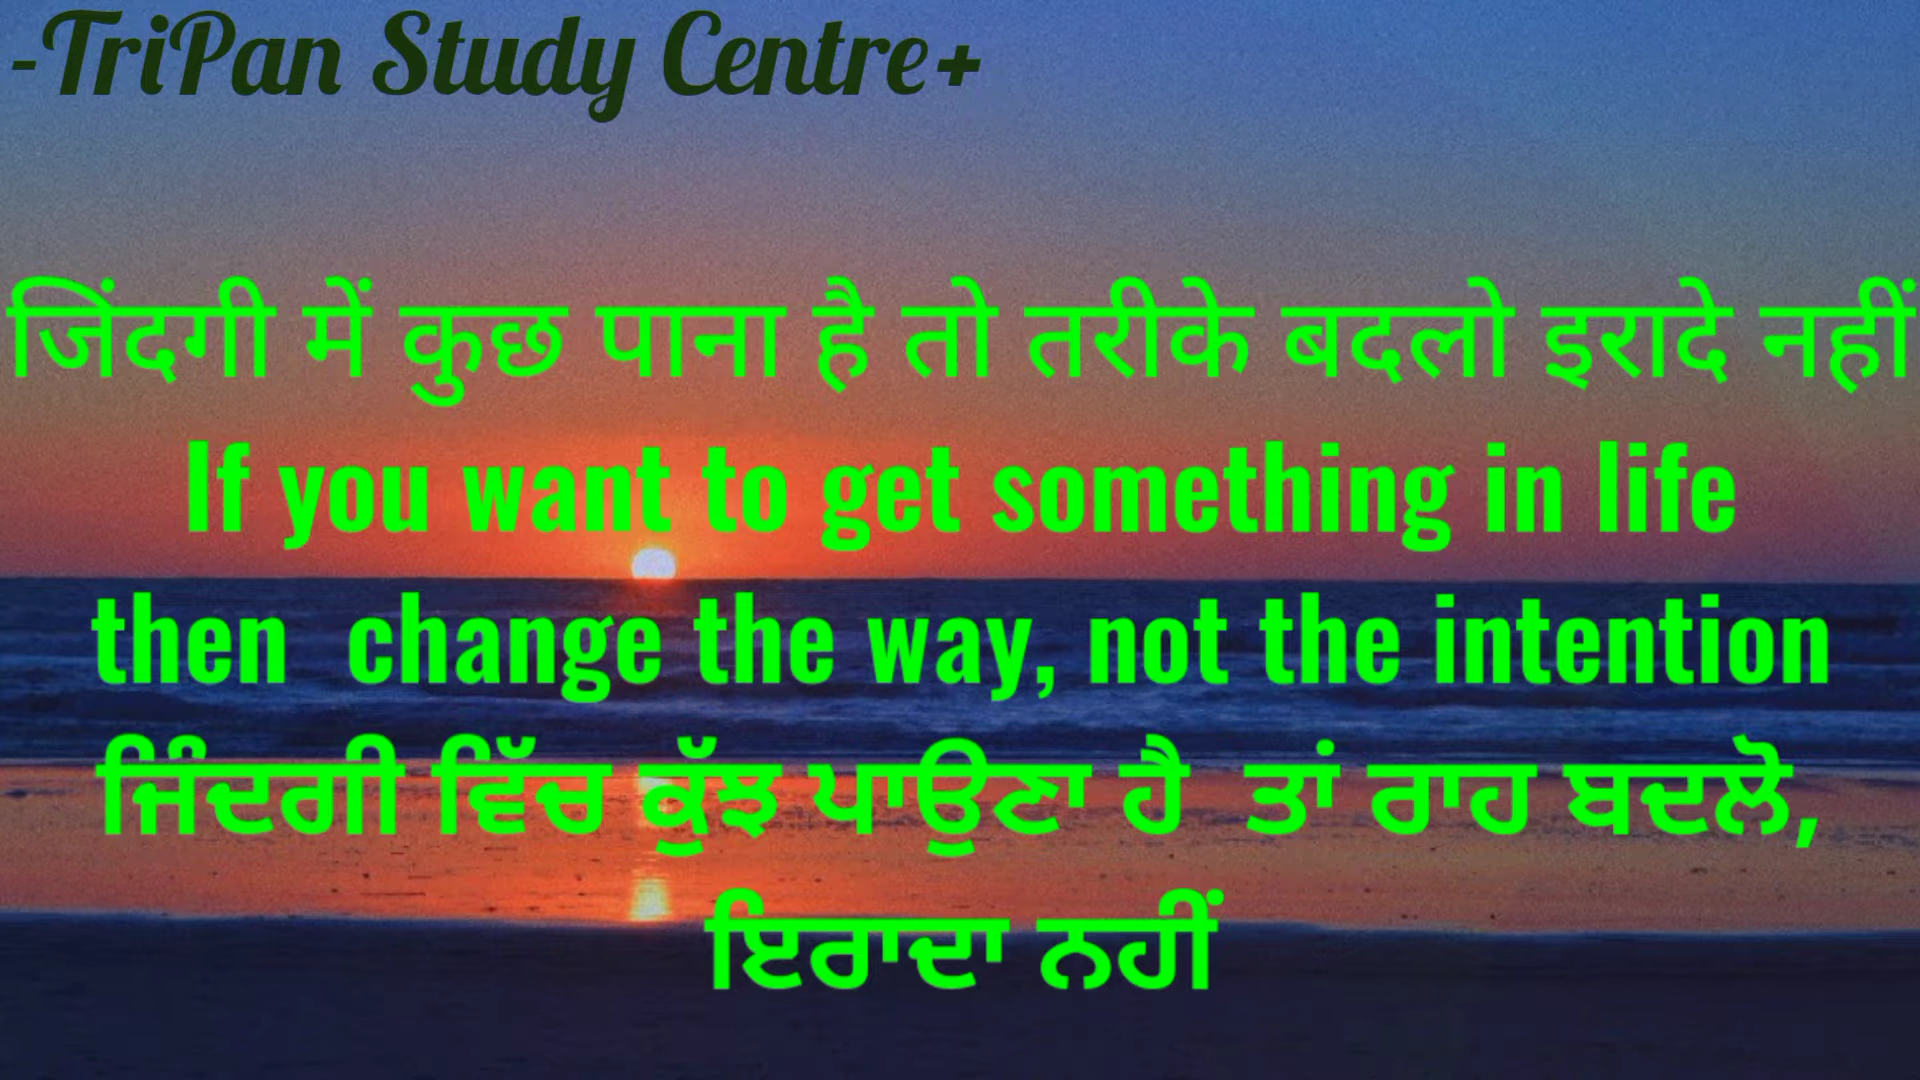 -TriPan Study Centre+
जिंदगी में कुछ पाना है तो तरीके बदलो इरादे नहीं
If you want to get something in life
then  change the way, not the intention
ਜਿੰਦਗੀ ਵਿੱਚ ਕੁੱਝ ਪਾਉਣਾ ਹੈ  ਤਾਂ ਰਾਹ ਬਦਲੋ,
ਇਰਾਦਾ ਨਹੀਂ